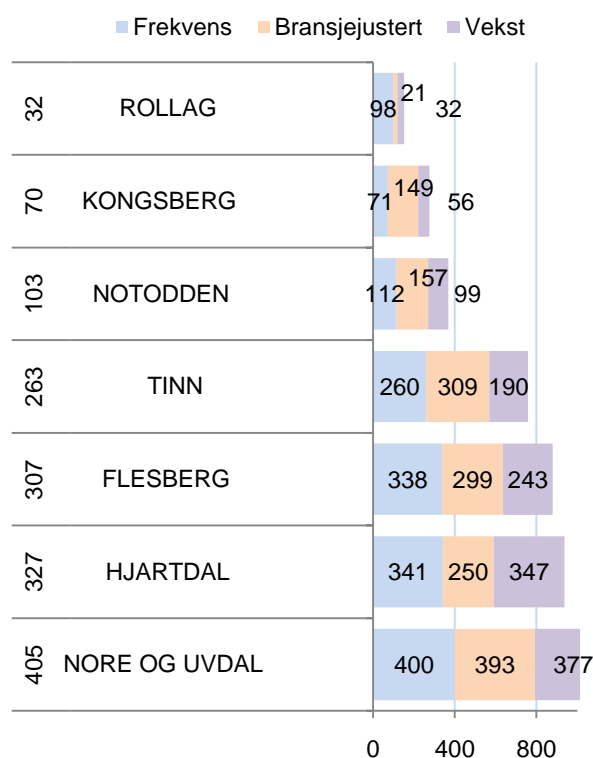 Frekvens Bransjejustert Vekst
32 ROLLAG 98 21 32
70 KONGSBERG 71 149 56
103 NOTODDEN 112 157 99
263 TINN 260 309 190
307 FLESBERG 338 299 243
327 HJARTDAL 341 250 347
405 NORE OG UVDAL 400 393 377
0 400 800